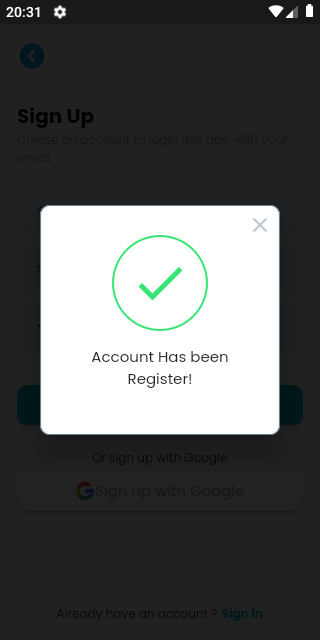 20:31
Sign Up
Create an account to login this app with your
email.
Account Has been
Register!
Or sign up with Google
Sign up with Google
Already have an account ? Sign In